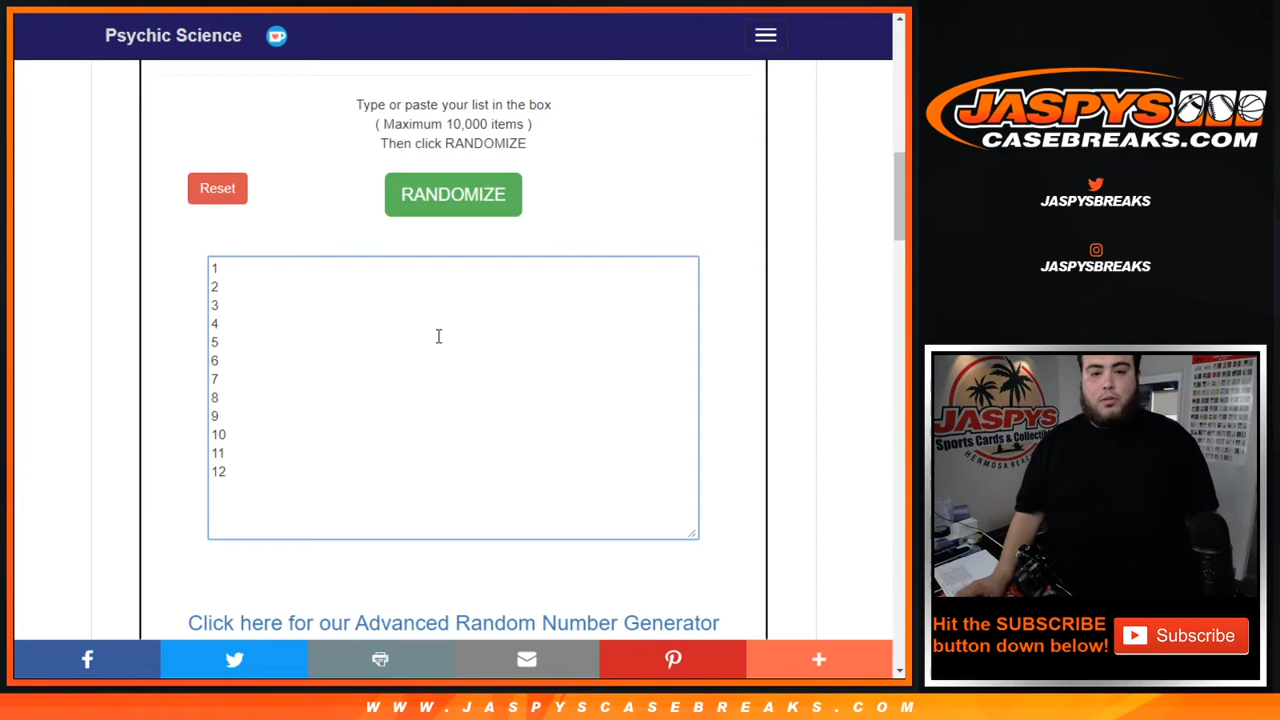 Psychic Science
Type or paste your list in the box
( Maximum 10,000 items )
Then click RANDOMIZE
Reset
RANDOMIZE
1
2
3
4
5
6
7
8
9
10
11
12
Click here for our Advanced Random Number Generator
JASPYS
CASEBREAKS.COM
JASPYSBREAKS
JASPYSBREAKS
JASPYS
Sports Cards & Collectibles
HERMOSA BEACH
Hit the SUBSCRIBE
button down below!
Subscribe
WWW.JASPYSCASEBREAKS.COM